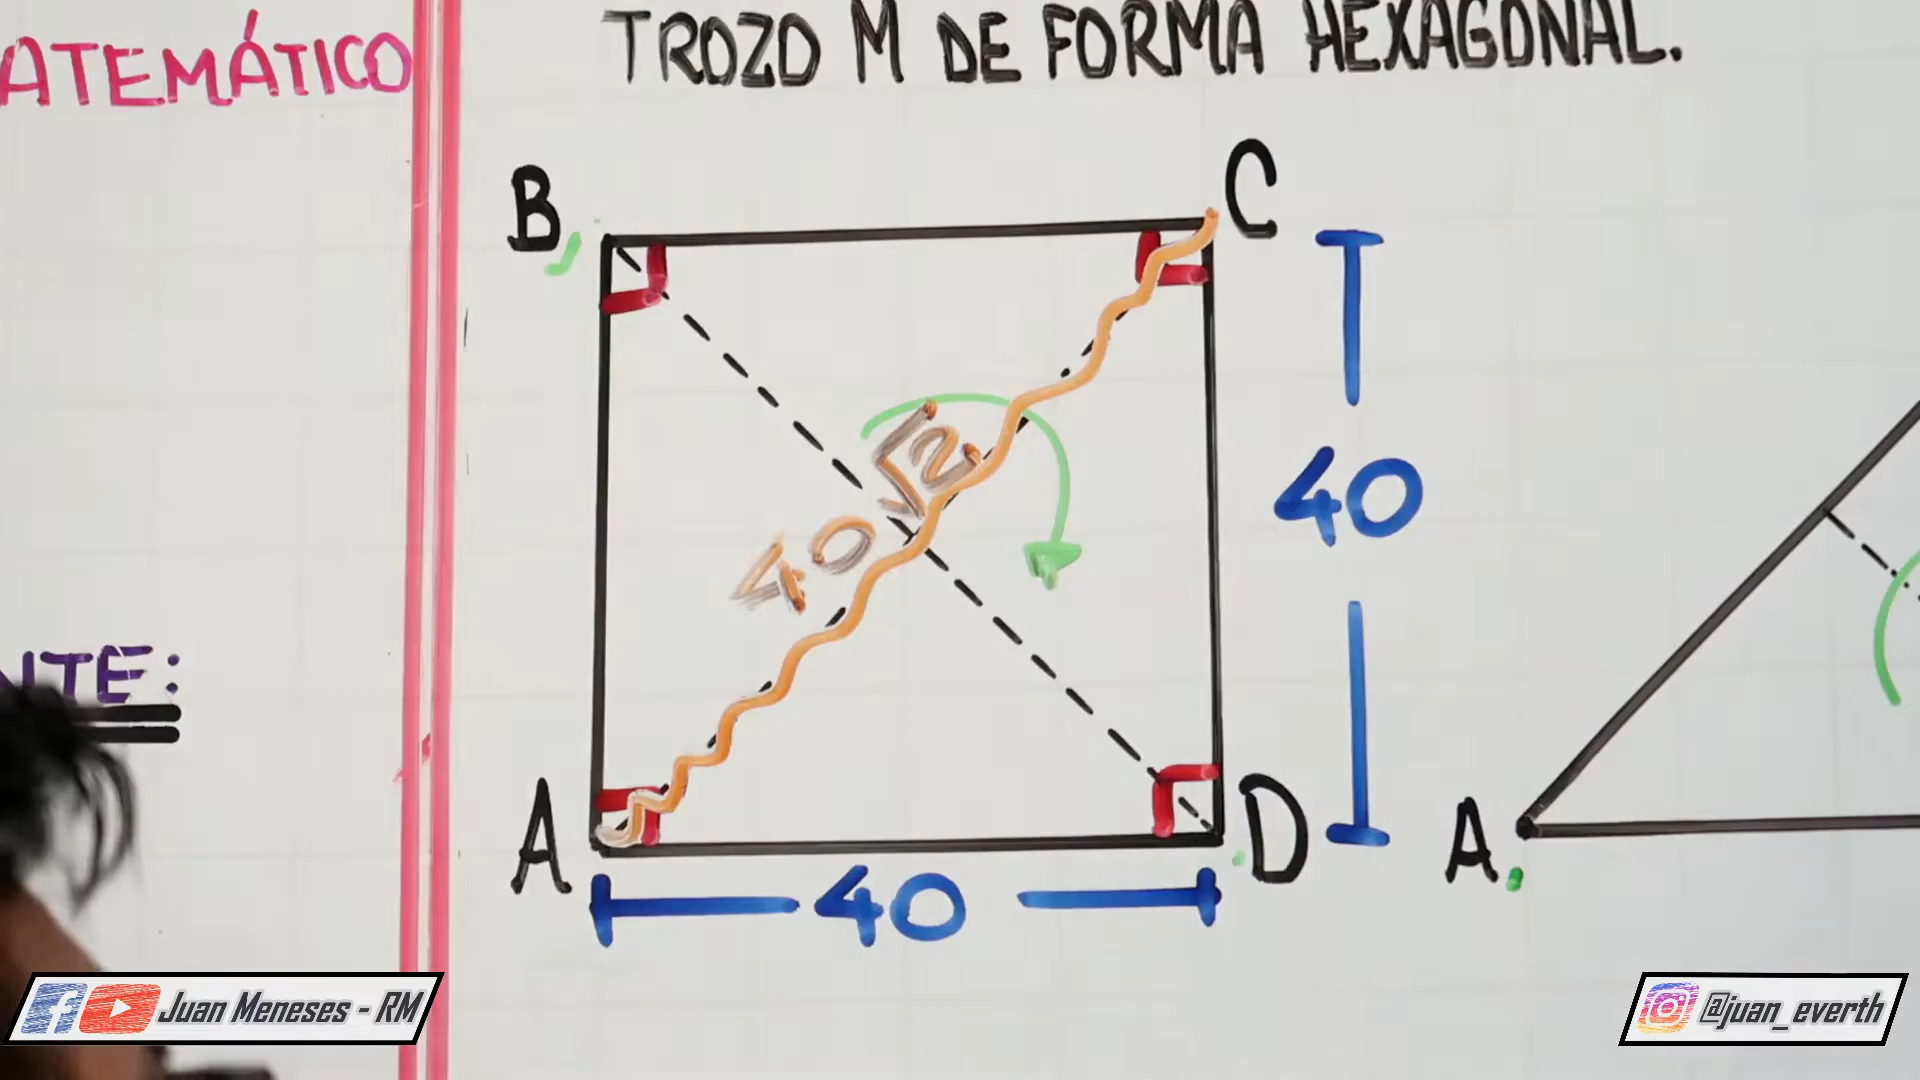 ATEMÁTICO
NTE:
TROZO M DE FORMA HEXAGONAL.
B
C
40
40√2
A
D
40
A
Juan Meneses - RM
@juan_everth